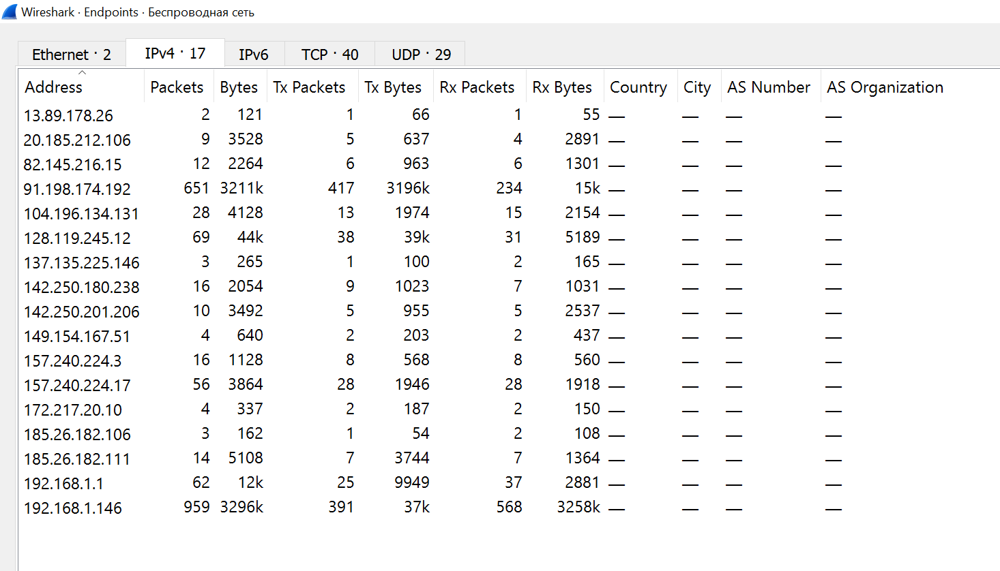 Wireshark · Endpoints · Беспроводная сеть
Ethernet · 2 IPv4 · 17 IPv6 TCP · 40 UDP · 29
Address Packets Bytes Tx Packets Tx Bytes Rx Packets Rx Bytes Country City AS Number AS Organization
13.89.178.26 2 121 1 66 1 55 — — — —
20.185.212.106 9 3528 5 637 4 2891 — — — —
82.145.216.15 12 2264 6 963 6 1301 — — — —
91.198.174.192 651 3211k 417 3196k 234 15k — — — —
104.196.134.131 28 4128 13 1974 15 2154 — — — —
128.119.245.12 69 44k 38 39k 31 5189 — — — —
137.135.225.146 3 265 1 100 2 165 — — — —
142.250.180.238 16 2054 9 1023 7 1031 — — — —
142.250.201.206 10 3492 5 955 5 2537 — — — —
149.154.167.51 4 640 2 203 2 437 — — — —
157.240.224.3 16 1128 8 568 8 560 — — — —
157.240.224.17 56 3864 28 1946 28 1918 — — — —
172.217.20.10 4 337 2 187 2 150 — — — —
185.26.182.106 3 162 1 54 2 108 — — — —
185.26.182.111 14 5108 7 3744 7 1364 — — — —
192.168.1.1 62 12k 25 9949 37 2881 — — — —
192.168.1.146 959 3296k 391 37k 568 3258k — — — —